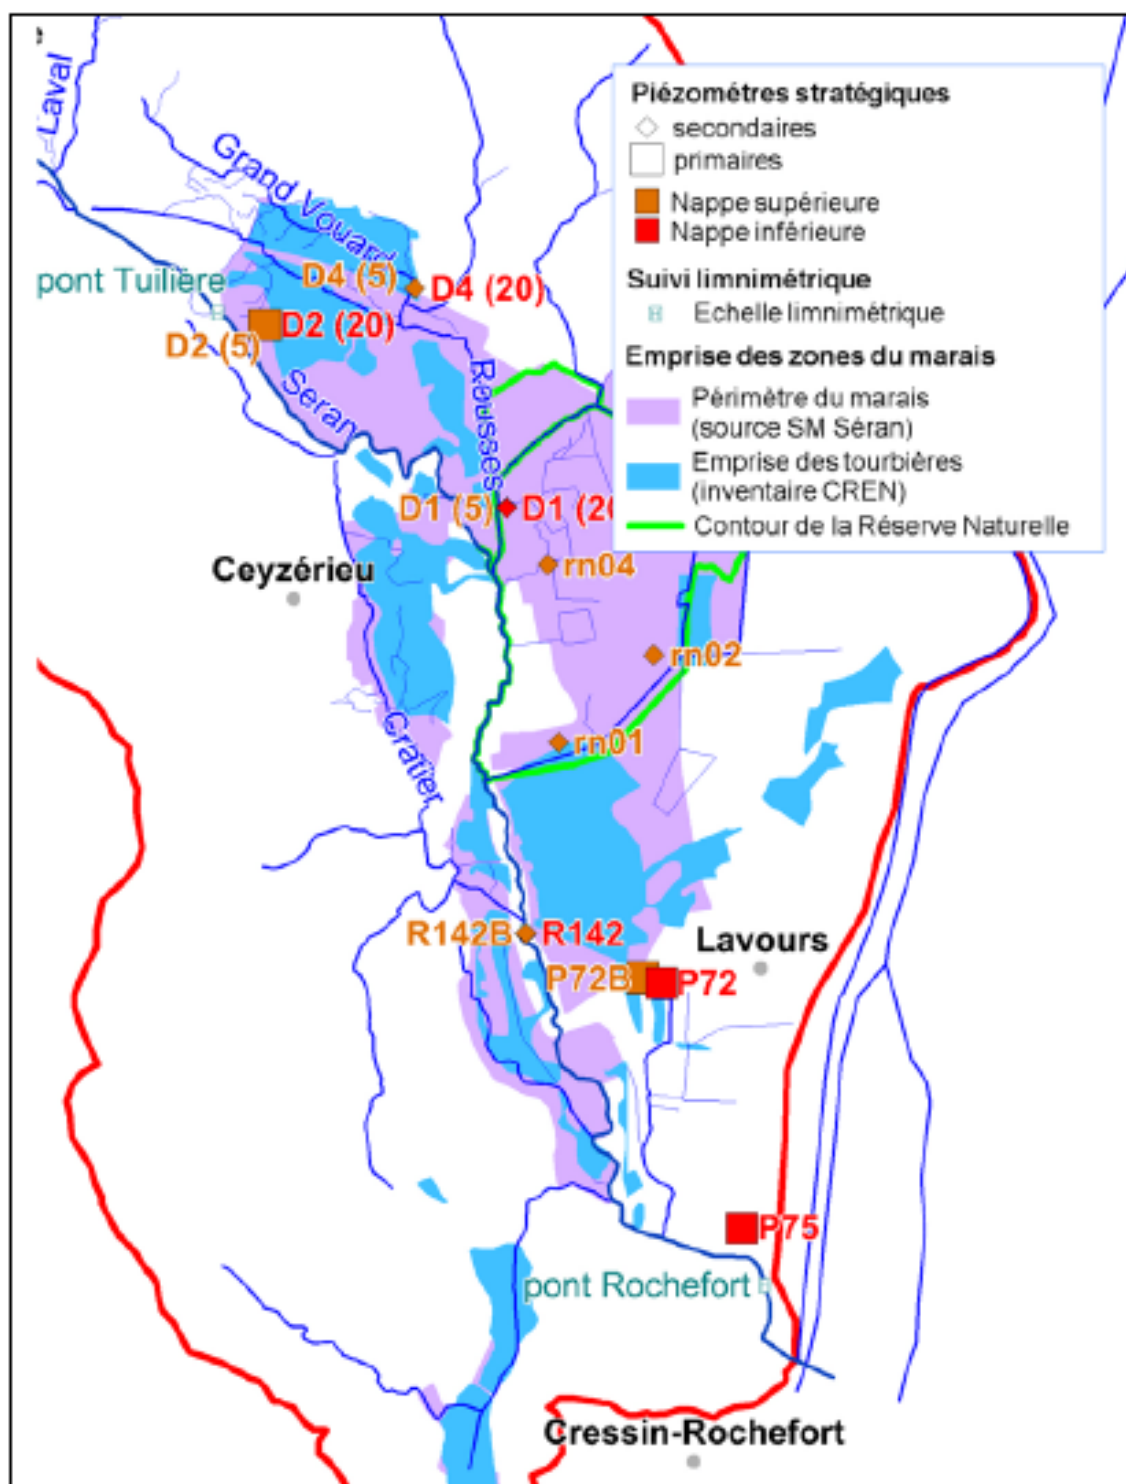 Laval
Grand Vouard
Piézométres stratégiques
secondaires
primaires
Nappe supérieure
Nappe inférieure
Suivi limnimétrique
Echelle limnimétrique
Emprise des zones du marais
Périmètre du marais
(source SM Séran)
Emprise des tourbières
(inventaire CREN)
Contour de la Réserve Naturelle
pont Tuilière
D4 (5)
D4 (20)
D2 (20)
D2 (5)
Seran
Rousses
D1 (5)
D1 (20
Ceyzérieu
rn04
rn02
rn01
Gratier
R142B
R142
Lavours
P72B
P72
P75
pont Rochefort
Cressin-Rochefort